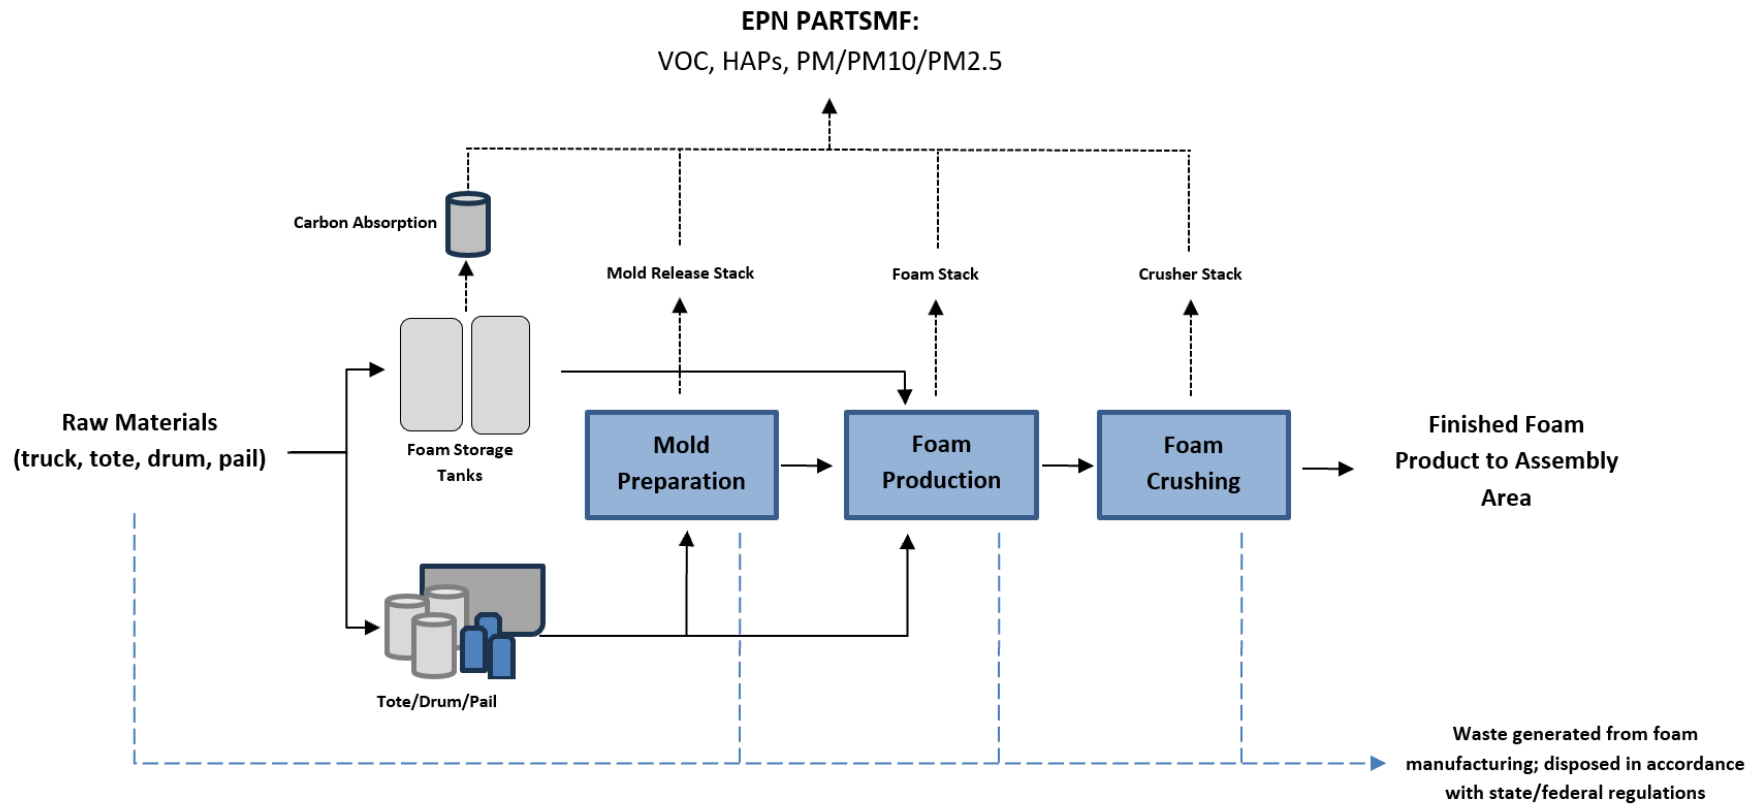 EPN PARTSMF:
VOC, HAPs, PM/PM10/PM2.5
Carbon Absorption
Mold Release Stack
Foam Stack
Crusher Stack
Raw Materials
(truck, tote, drum, pail)
Foam Storage
Tanks
Mold
Preparation
Foam
Production
Foam
Crushing
Finished Foam
Product to Assembly
Area
Tote/Drum/Pail
Waste generated from foam
manufacturing; disposed in accordance
with state/federal regulations